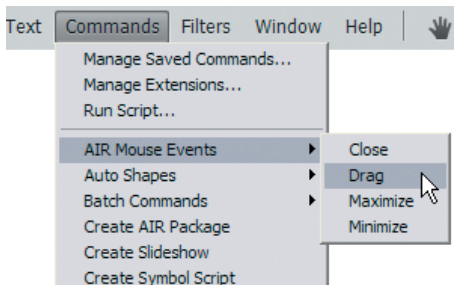 Text Commands Filters Window Help
Manage Saved Commands...
Manage Extensions...
Run Script...
AIR Mouse Events
Auto Shapes
Batch Commands
Create AIR Package
Create Slideshow
Create Symbol Script
Close
Drag
Maximize
Minimize